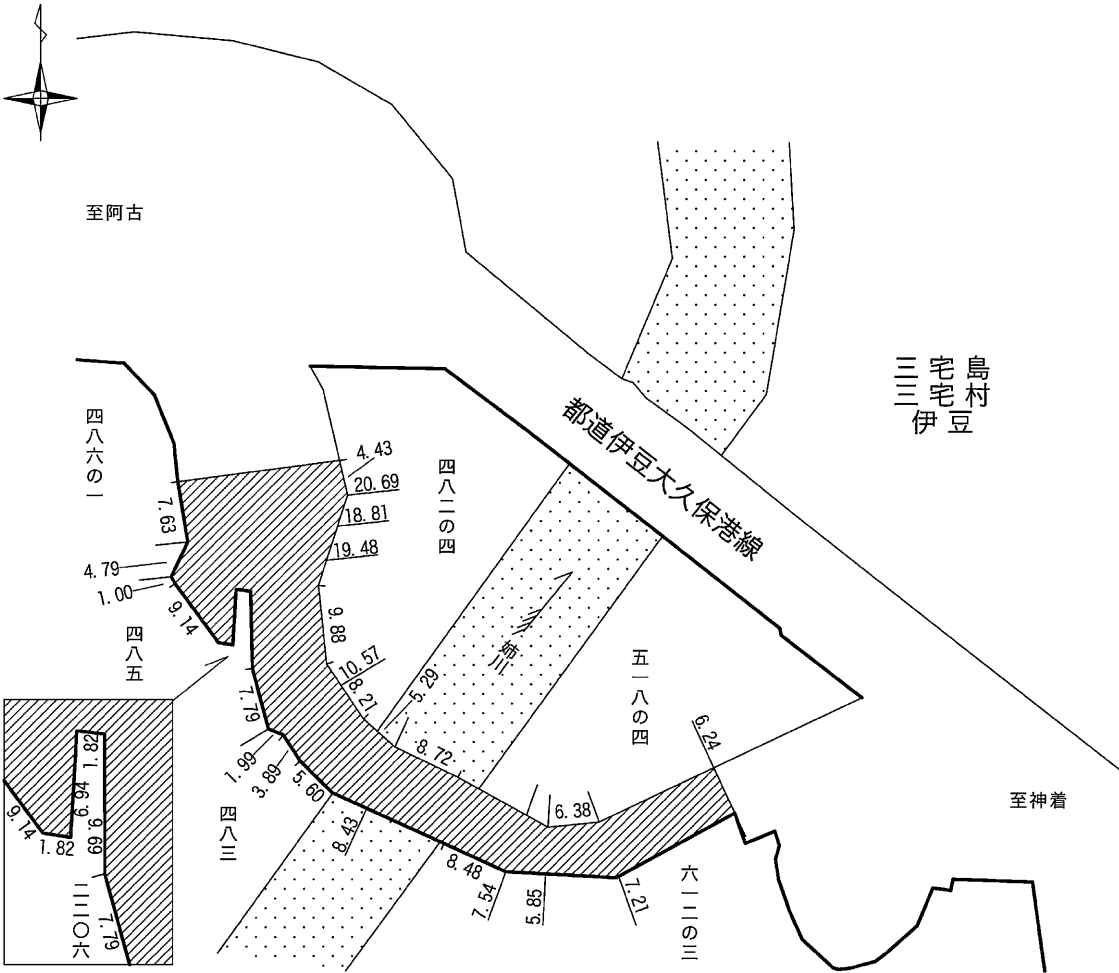 至阿古
三宅島
三宅村
伊豆
都道伊豆大久保港線
四八六の一
四八二の四
4.43
20.69
18.81
19.48
7.63
4.79
1.00
9.14
四八五
9.88
10.57
8.21
5.29
姉川
五一八の四
6.24
7.79
1.99
3.89
5.60
8.72
6.38
至神着
四八三
8.43
8.48
7.54
5.85
7.21
六一二の三
1.82
6.94
9.69
9.14
1.82
二二〇六
7.79